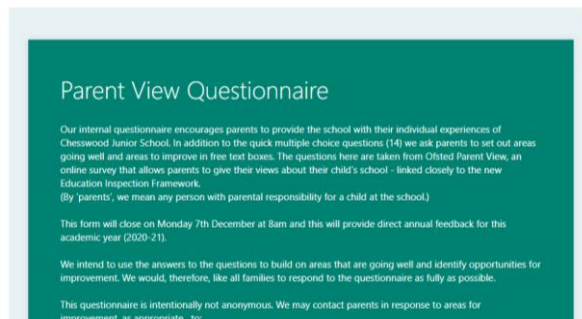 Parent View Questionnaire
Our internal questionnaire encourages parents to provide the school with their individual experiences of
Chesswood Junior School. In addition to the quick multiple choice questions (14) we ask parents to set out areas
going well and areas to improve in free text boxes. The questions here are taken from Ofsted Parent View, an
online survey that allows parents to give their views about their child's school - linked closely to the new
Education Inspection Framework.
(By 'parents', we mean any person with parental responsibility for a child at the school.)
This form will close on Monday 7th December at 8am and this will provide direct annual feedback for this
academic year (2020-21).
We intend to use the answers to the questions to build on areas that are going well and identify opportunities for
improvement. We would, therefore, like all families to respond to the questionnaire as fully as possible.
This questionnaire is intentionally not anonymous. We may contact parents in response to areas for
improvement, as appropriate, to: